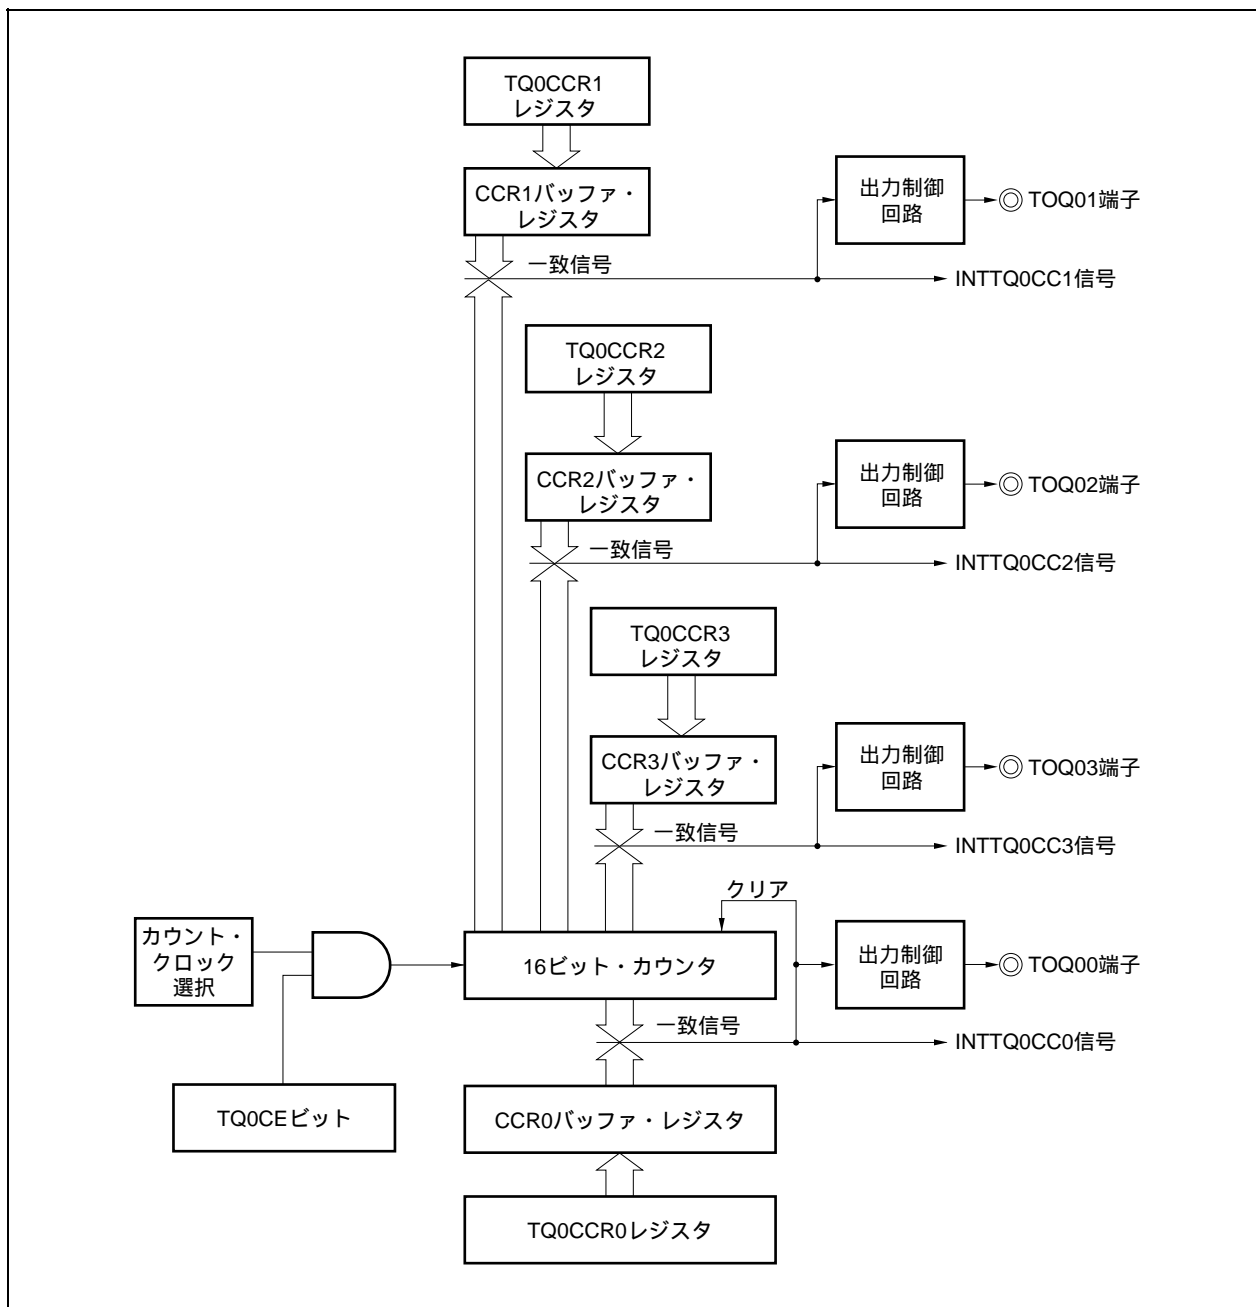 TQ0CCR1
レジスタ
CCR1バッファ・
レジスタ
一致信号
出力制御
回路
TOQ01端子
INTTQ0CC1信号
TQ0CCR2
レジスタ
CCR2バッファ・
レジスタ
一致信号
出力制御
回路
TOQ02端子
INTTQ0CC2信号
TQ0CCR3
レジスタ
CCR3バッファ・
レジスタ
一致信号
出力制御
回路
TOQ03端子
INTTQ0CC3信号
クリア
カウント・
クロック
選択
16ビット・カウンタ
出力制御
回路
TOQ00端子
一致信号
INTTQ0CC0信号
TQ0CEビット
CCR0バッファ・レジスタ
TQ0CCR0レジスタ